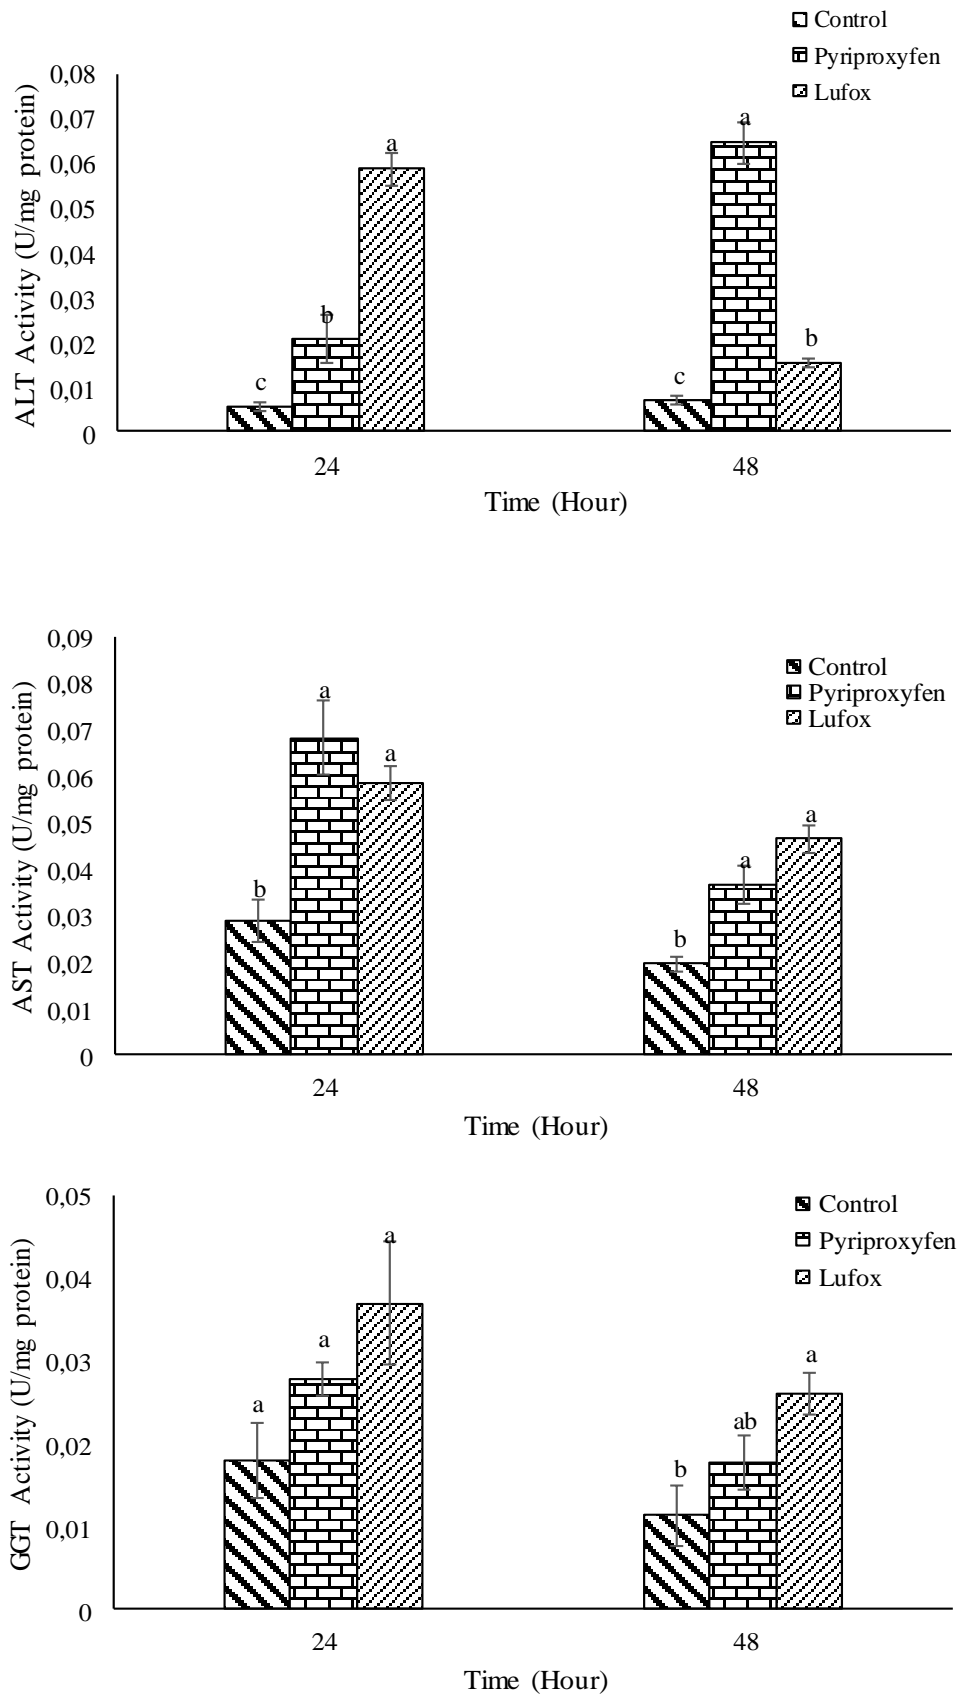 Control
Pyriproxyfen
Lufox
ALT Activity (U/mg protein)
0,08
0,07
0,06
0,05
0,04
0,03
0,02
0,01
0
c
b
a
c
a
b
24
48
Time (Hour)
AST Activity (U/mg protein)
0,09
0,08
0,07
0,06
0,05
0,04
0,03
0,02
0,01
0
Control
Pyriproxyfen
Lufox
b
a
a
b
a
a
24
48
Time (Hour)
GGT Activity (U/mg protein)
0,05
0,04
0,03
0,02
0,01
0
Control
Pyriproxyfen
Lufox
a
a
a
b
ab
a
24
48
Time (Hour)